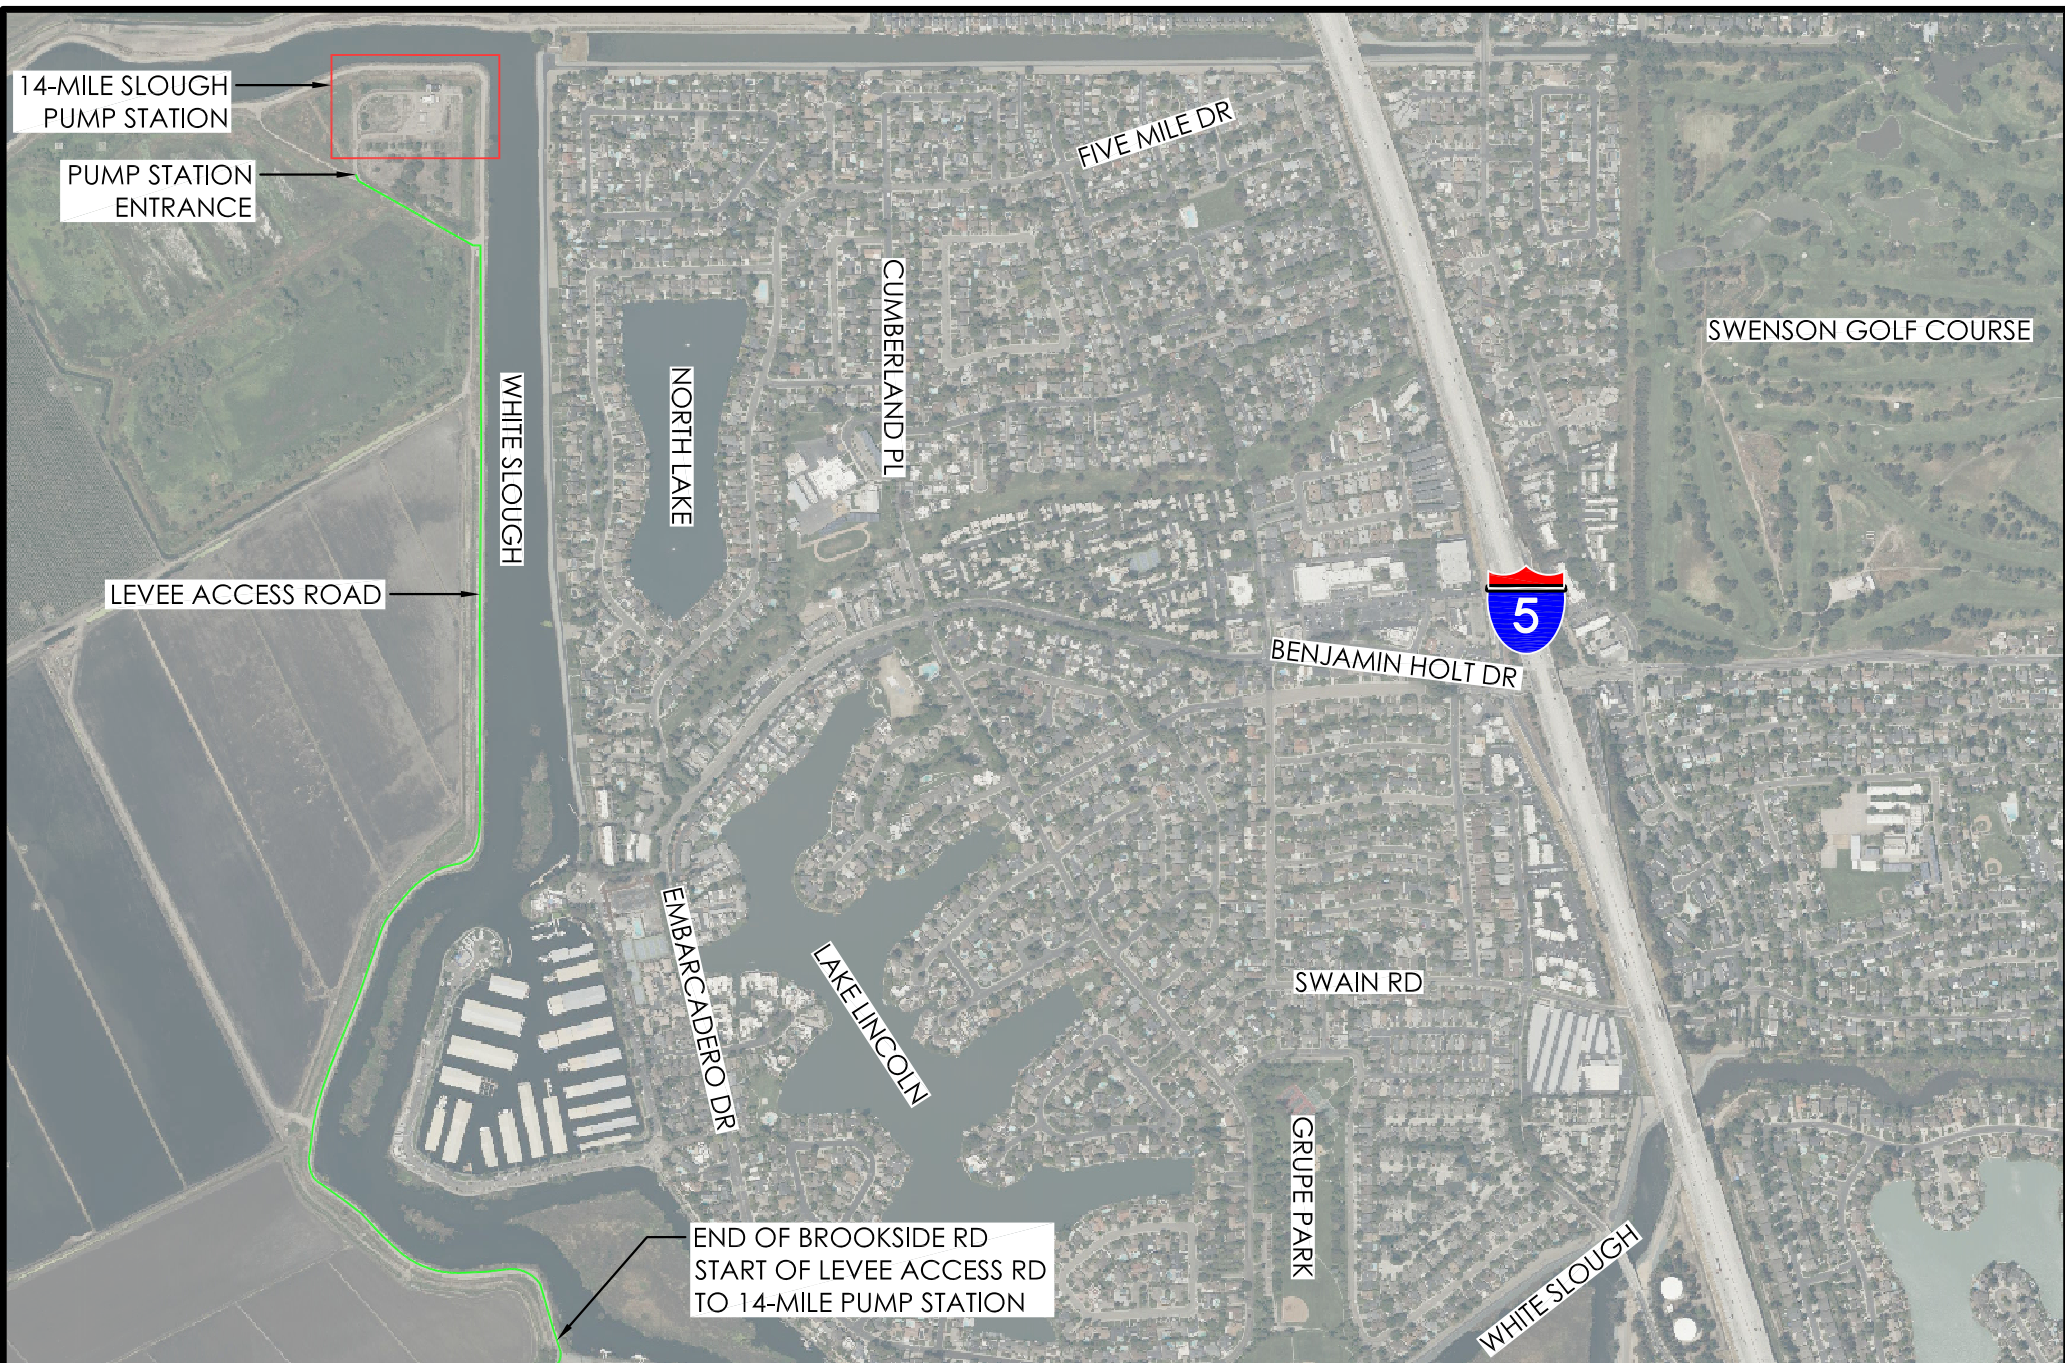 14-MILE SLOUGH
PUMP STATION
PUMP STATION
ENTRANCE
FIVE MILE DR
CUMBERLAND PL
SWENSON GOLF COURSE
NORTH LAKE
WHITE SLOUGH
LEVEE ACCESS ROAD
5
BENJAMIN HOLT DR
EMBARCADERO DR
LAKE LINCOLN
SWAIN RD
GRUPE PARK
END OF BROOKSIDE RD
START OF LEVEE ACCESS RD
TO 14-MILE PUMP STATION
WHITE SLOUGH